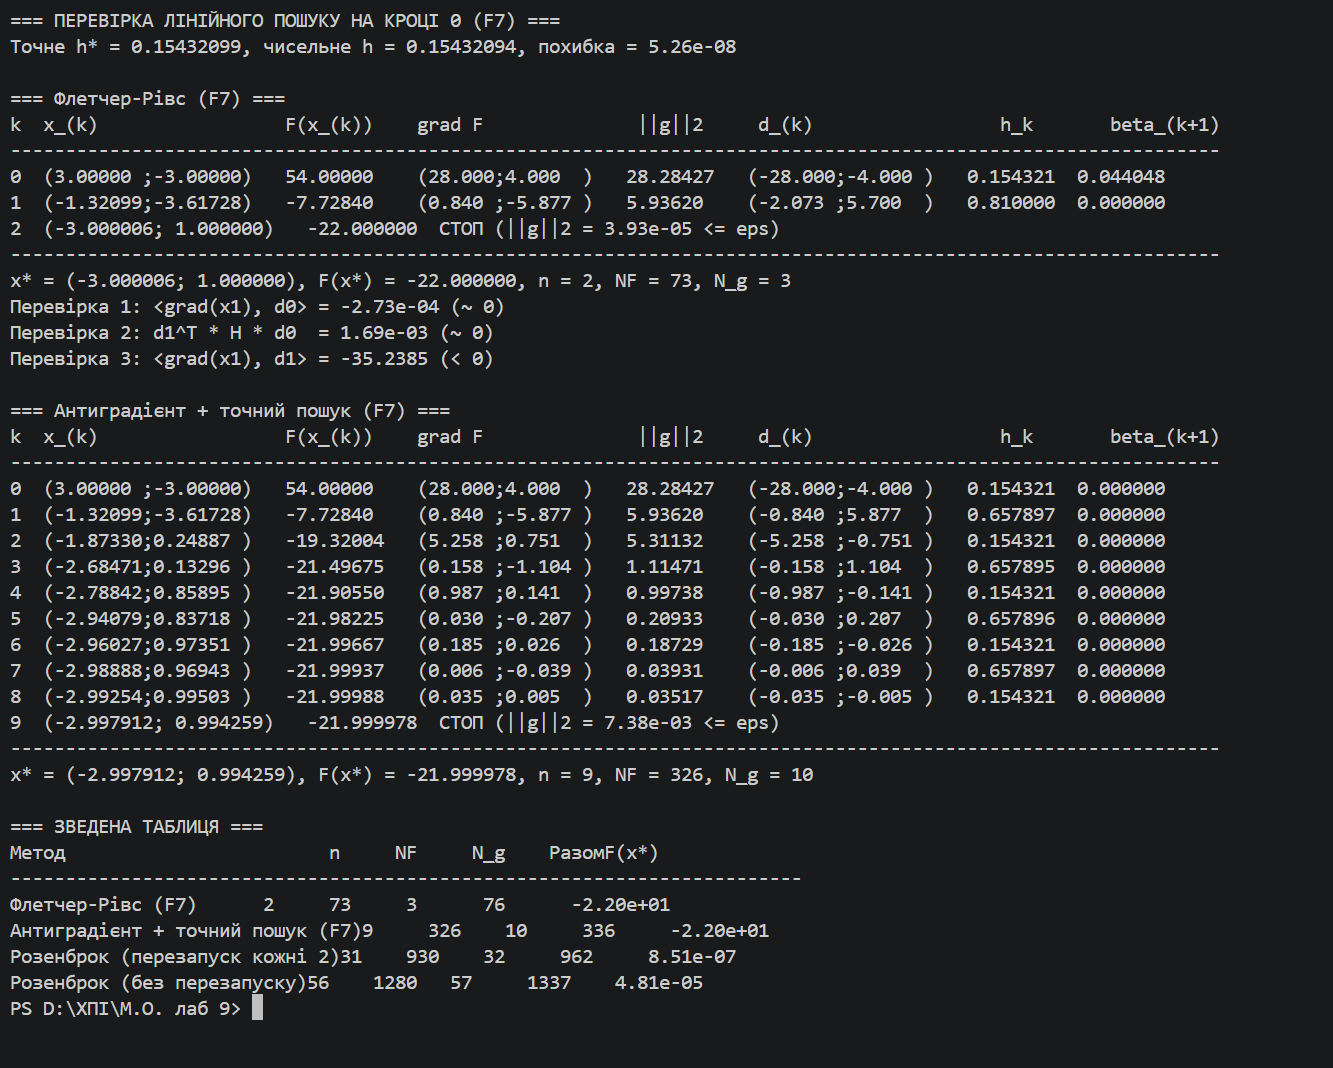 === ПЕРЕВІРКА ЛІНІЙНОГО ПОШУКУ НА КРОЦІ 0 (F7) ===
Точне h* = 0.15432099, чисельне h = 0.15432094, похибка = 5.26e-08
=== Флетчер-Рівс (F7) ===
k  x_(k)                 F(x_(k))    grad F              ||g||2     d_(k)                 h_k       beta_(k+1)
--------------------------------------------------------------------------------------------------------------
0  (3.00000 ;-3.00000)   54.00000    (28.000;4.000  )   28.28427   (-28.000;-4.000 )   0.154321  0.044048
1  (-1.32099;-3.61728)   -7.72840    (0.840 ;-5.877 )   5.93620    (-2.073 ;5.700  )   0.810000  0.000000
2  (-3.000006; 1.000000)   -22.000000  СТОП (||g||2 = 3.93e-05 <= eps)
--------------------------------------------------------------------------------------------------------------
x* = (-3.000006; 1.000000), F(x*) = -22.000000, n = 2, NF = 73, N_g = 3
Перевірка 1: <grad(x1), d0> = -2.73e-04 (~ 0)
Перевірка 2: d1^T * H * d0  = 1.69e-03 (~ 0)
Перевірка 3: <grad(x1), d1> = -35.2385 (< 0)
=== Антиградієнт + точний пошук (F7) ===
k  x_(k)                 F(x_(k))    grad F              ||g||2     d_(k)                 h_k       beta_(k+1)
--------------------------------------------------------------------------------------------------------------
0  (3.00000 ;-3.00000)   54.00000    (28.000;4.000  )   28.28427   (-28.000;-4.000 )   0.154321  0.000000
1  (-1.32099;-3.61728)   -7.72840    (0.840 ;-5.877 )   5.93620    (-0.840 ;5.877  )   0.657897  0.000000
2  (-1.87330;0.24887 )   -19.32004   (5.258 ;0.751  )   5.31132    (-5.258 ;-0.751 )   0.154321  0.000000
3  (-2.68471;0.13296 )   -21.49675   (0.158 ;-1.104 )   1.11471    (-0.158 ;1.104  )   0.657895  0.000000
4  (-2.78842;0.85895 )   -21.90550   (0.987 ;0.141  )   0.99738    (-0.987 ;-0.141 )   0.154321  0.000000
5  (-2.94079;0.83718 )   -21.98225   (0.030 ;-0.207 )   0.20933    (-0.030 ;0.207  )   0.657896  0.000000
6  (-2.96027;0.97351 )   -21.99667   (0.185 ;0.026  )   0.18729    (-0.185 ;-0.026 )   0.154321  0.000000
7  (-2.98888;0.96943 )   -21.99937   (0.006 ;-0.039 )   0.03931    (-0.006 ;0.039  )   0.657897  0.000000
8  (-2.99254;0.99503 )   -21.99988   (0.035 ;0.005  )   0.03517    (-0.035 ;-0.005 )   0.154321  0.000000
9  (-2.997912; 0.994259)   -21.999978  СТОП (||g||2 = 7.38e-03 <= eps)
--------------------------------------------------------------------------------------------------------------
x* = (-2.997912; 0.994259), F(x*) = -21.999978, n = 9, NF = 326, N_g = 10
=== ЗВЕДЕНА ТАБЛИЦЯ ===
Метод                        n     NF     N_g    РазомF(x*)
------------------------------------------------------------------------
Флетчер-Рівс (F7)      2     73     3      76      -2.20e+01
Антиградієнт + точний пошук (F7)9     326    10     336     -2.20e+01
Розенброк (перезапуск кожні 2)31    930    32     962     8.51e-07
Розенброк (без перезапуску)56    1280   57     1337    4.81e-05
PS D:\ХПІ\М.О. лаб 9>